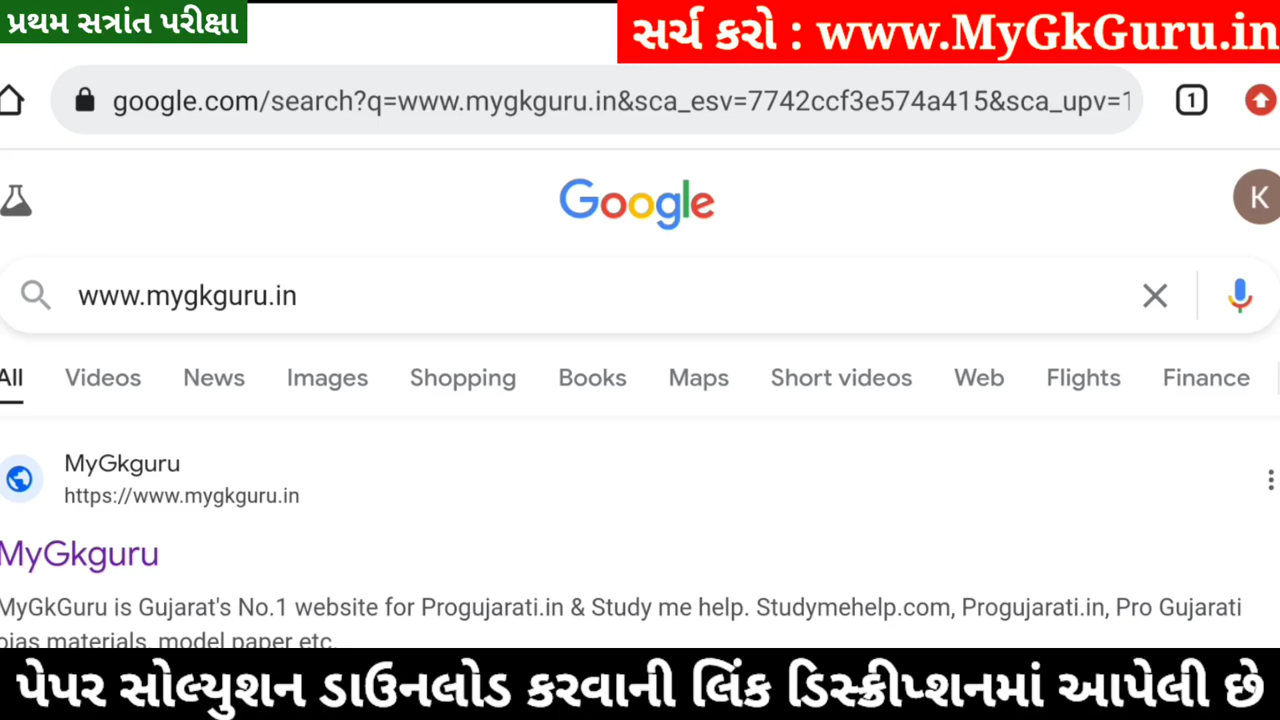 પ્રથમ સત્રાંત પરીક્ષા
સર્ચ કરો : www.MyGkGuru.in
google.com/search?q=www.mygkguru.in&sca_esv=7742ccf3e574a415&sca_upv=1
1
Google
K
www.mygkguru.in
All Videos News Images Shopping Books Maps Short videos Web Flights Finance
MyGkguru
https://www.mygkguru.in
MyGkguru
MyGkGuru is Gujarat's No.1 website for Progujarati.in & Study me help. Studymehelp.com, Progujarati.in, Pro Gujarati
ojas materials, model paper etc.
પેપર સોલ્યુશન ડાઉનલોડ કરવાની લિંક ડિસ્ક્રીપ્શનમાં આપેલી છે